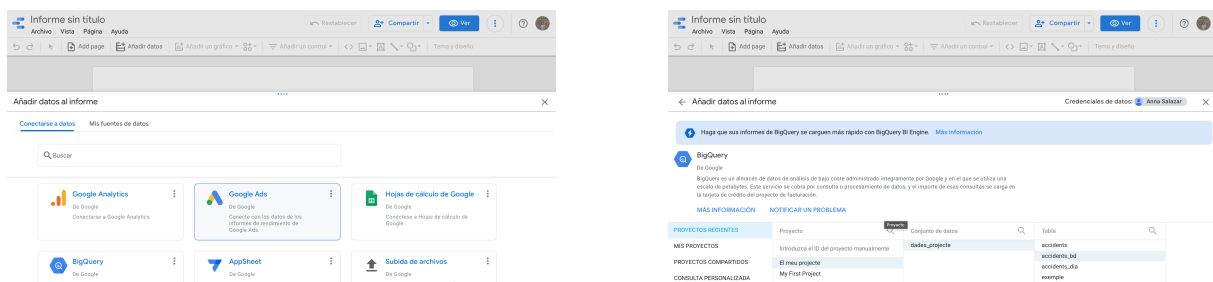 Informe sin título
Archivo Vista Página Ayuda
Restablecer
Compartir
Ver
Add page
Añadir datos
Añadir un gráfico
Añadir un control
Tema y diseño
Añadir datos al informe
Conectarse a datos
Mis fuentes de datos
Buscar
Google Analytics
De Google
Conectarse a Google Analytics.
Google Ads
De Google
Conecte con los datos de los
informes de rendimiento de
Google Ads.
Hojas de cálculo de Google
De Google
Conéctese a Hojas de cálculo de
Google.
BigQuery
De Google
AppSheet
De Google
Subida de archivos
De Google
Informe sin título
Archivo Vista Página Ayuda
Restablecer
Compartir
Ver
Add page
Añadir datos
Añadir un gráfico
Añadir un control
Tema y diseño
Añadir datos al informe
Credenciales de datos: Anna Salazar
Haga que sus informes de BigQuery se carguen más rápido con BigQuery BI Engine. Más información
BigQuery
De Google
BigQuery es un almacén de datos de análisis de bajo coste administrado íntegramente por Google y en el que se utiliza una
escala de petabytes. Este servicio se cobra por consulta o procesamiento de datos, y el importe de esas consultas se carga en
la tarjeta de crédito del proyecto de facturación.
MÁS INFORMACIÓN
NOTIFICAR UN PROBLEMA
Proyecto
PROYECTOS RECIENTES
MIS PROYECTOS
PROYECTOS COMPARTIDOS
CONSULTA PERSONALIZADA
Proyecto
Introduzca el ID del proyecto manualmente
El meu projecte
My First Project
Conjunto de datos
dades_projecte
Tabla
accidents
accidents_bd
accidents_dia
exemple